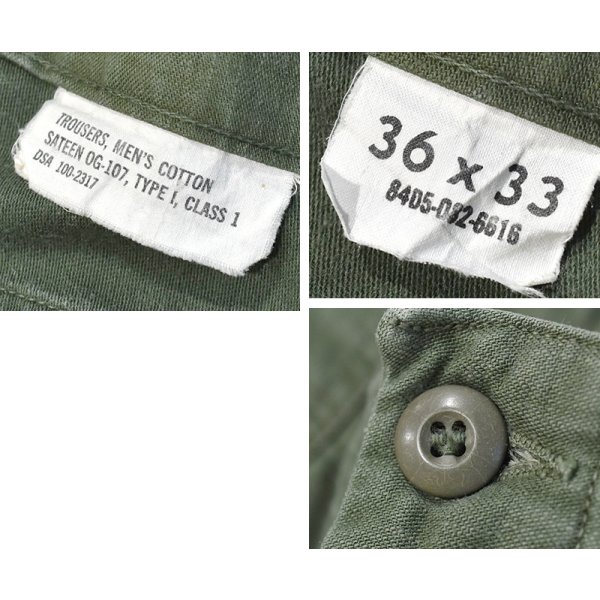 TROUSERS, MEN'S COTTON
SATEEN OG-107, TYPE I, CLASS 1
DSA 100-2317
36 x 33
8405-082-6616